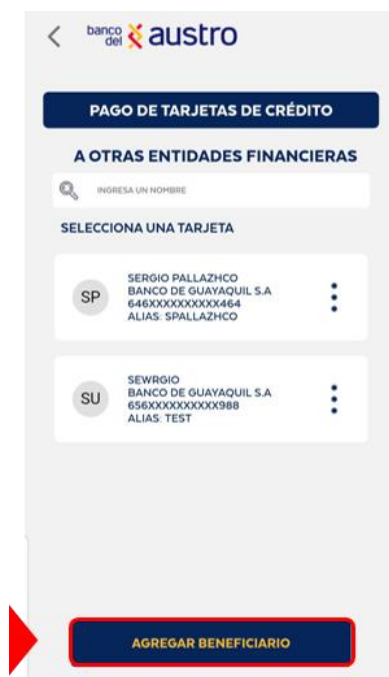 banco del austro
PAGO DE TARJETAS DE CRÉDITO
A OTRAS ENTIDADES FINANCIERAS
INGRESA UN NOMBRE
SELECCIONA UNA TARJETA
SP
SERGIO PALLAZHCO
BANCO DE GUAYAQUIL S.A
646XXXXXXXXXX464
ALIAS: SPALLAZHCO
SU
SEWRGIO
BANCO DE GUAYAQUIL S.A
656XXXXXXXXXX988
ALIAS: TEST
AGREGAR BENEFICIARIO